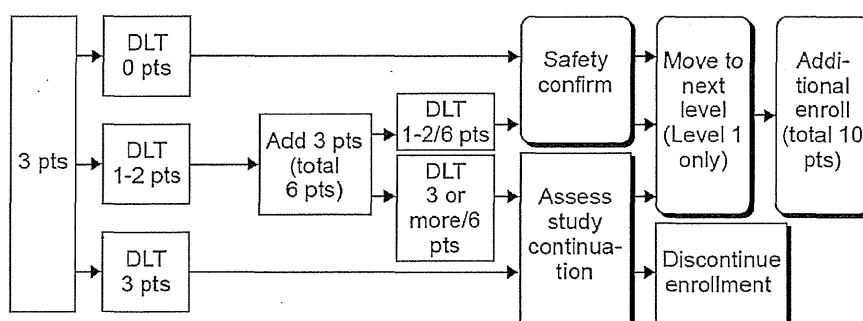 3 pts
DLT
0 pts
DLT
1-2 pts
DLT
3 pts
Add 3 pts
(total
6 pts)
DLT
1-2/6 pts
DLT
3 or
more/6
pts
Safety
confirm
Assess
study
continua-
tion
Move to
next
level
(Level 1
only)
Discontinue
enrollment
Addi-
tional
enroll
(total 10
pts)